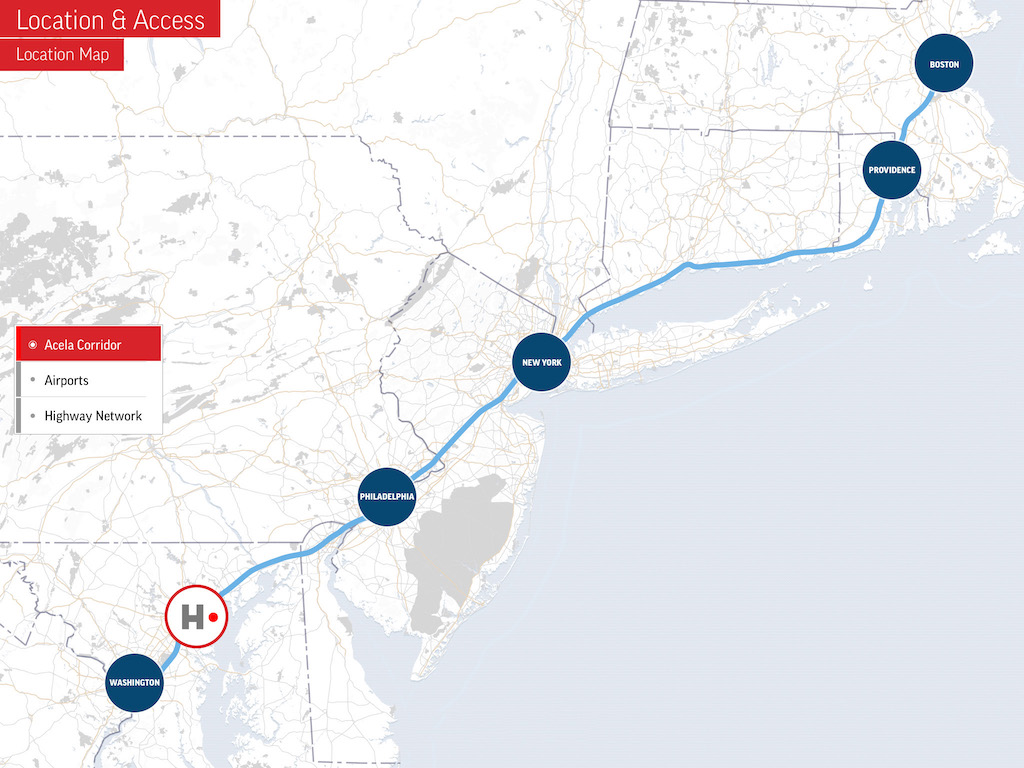 Location & Access
Location Map
BOSTON
PROVIDENCE
Acela Corridor
NEW YORK
Airports
Highway Network
PHILADELPHIA
H
WASHINGTON